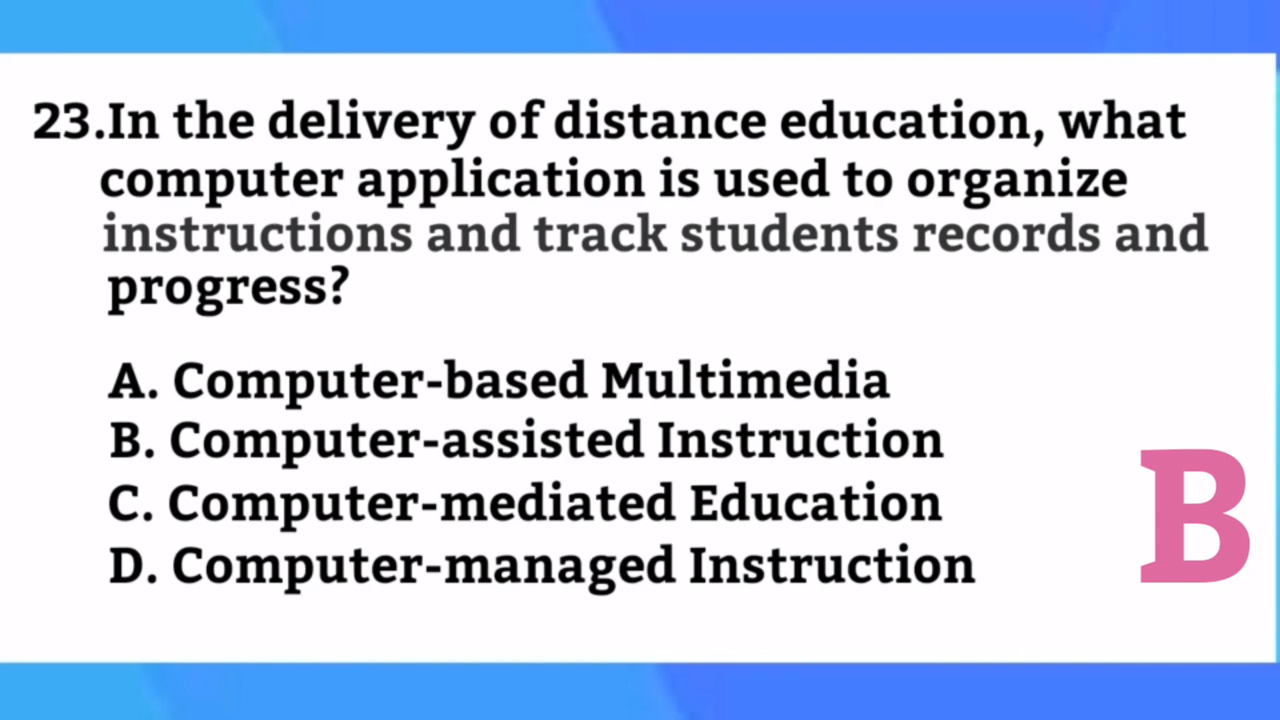 23.In the delivery of distance education, what
computer application is used to organize
instructions and track students records and
progress?
A. Computer-based Multimedia
B. Computer-assisted Instruction
C. Computer-mediated Education
D. Computer-managed Instruction
B